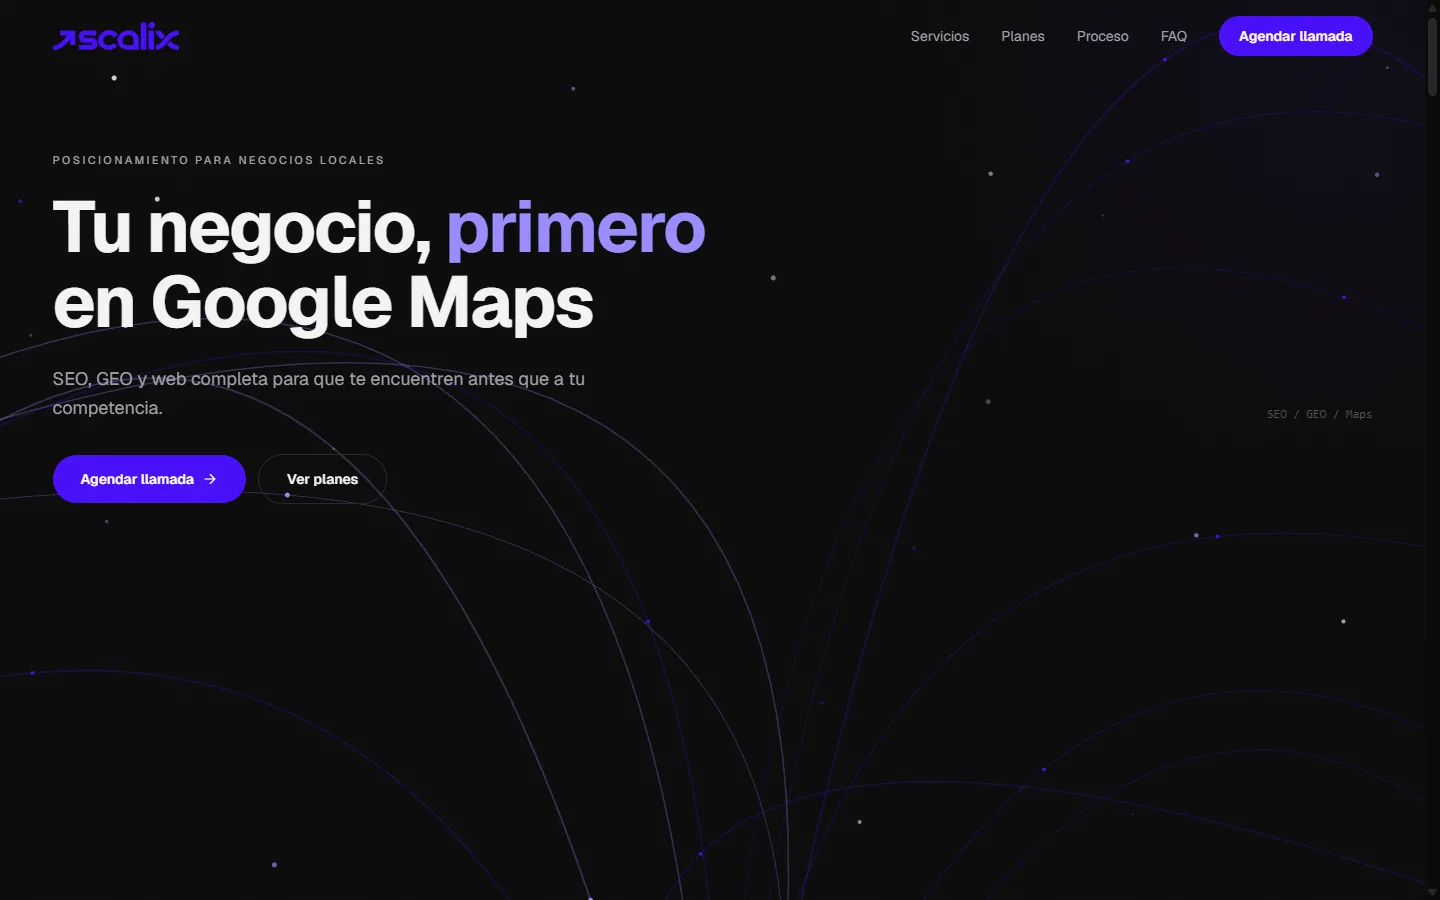 ascalix
Servicios
Planes
Proceso
FAQ
Agendar llamada
POSICIONAMIENTO PARA NEGOCIOS LOCALES
Tu negocio, primero
en Google Maps
SEO, GEO y web completa para que te encuentren antes que a tu
competencia.
SEO / GEO / Maps
Agendar llamada →
Ver planes